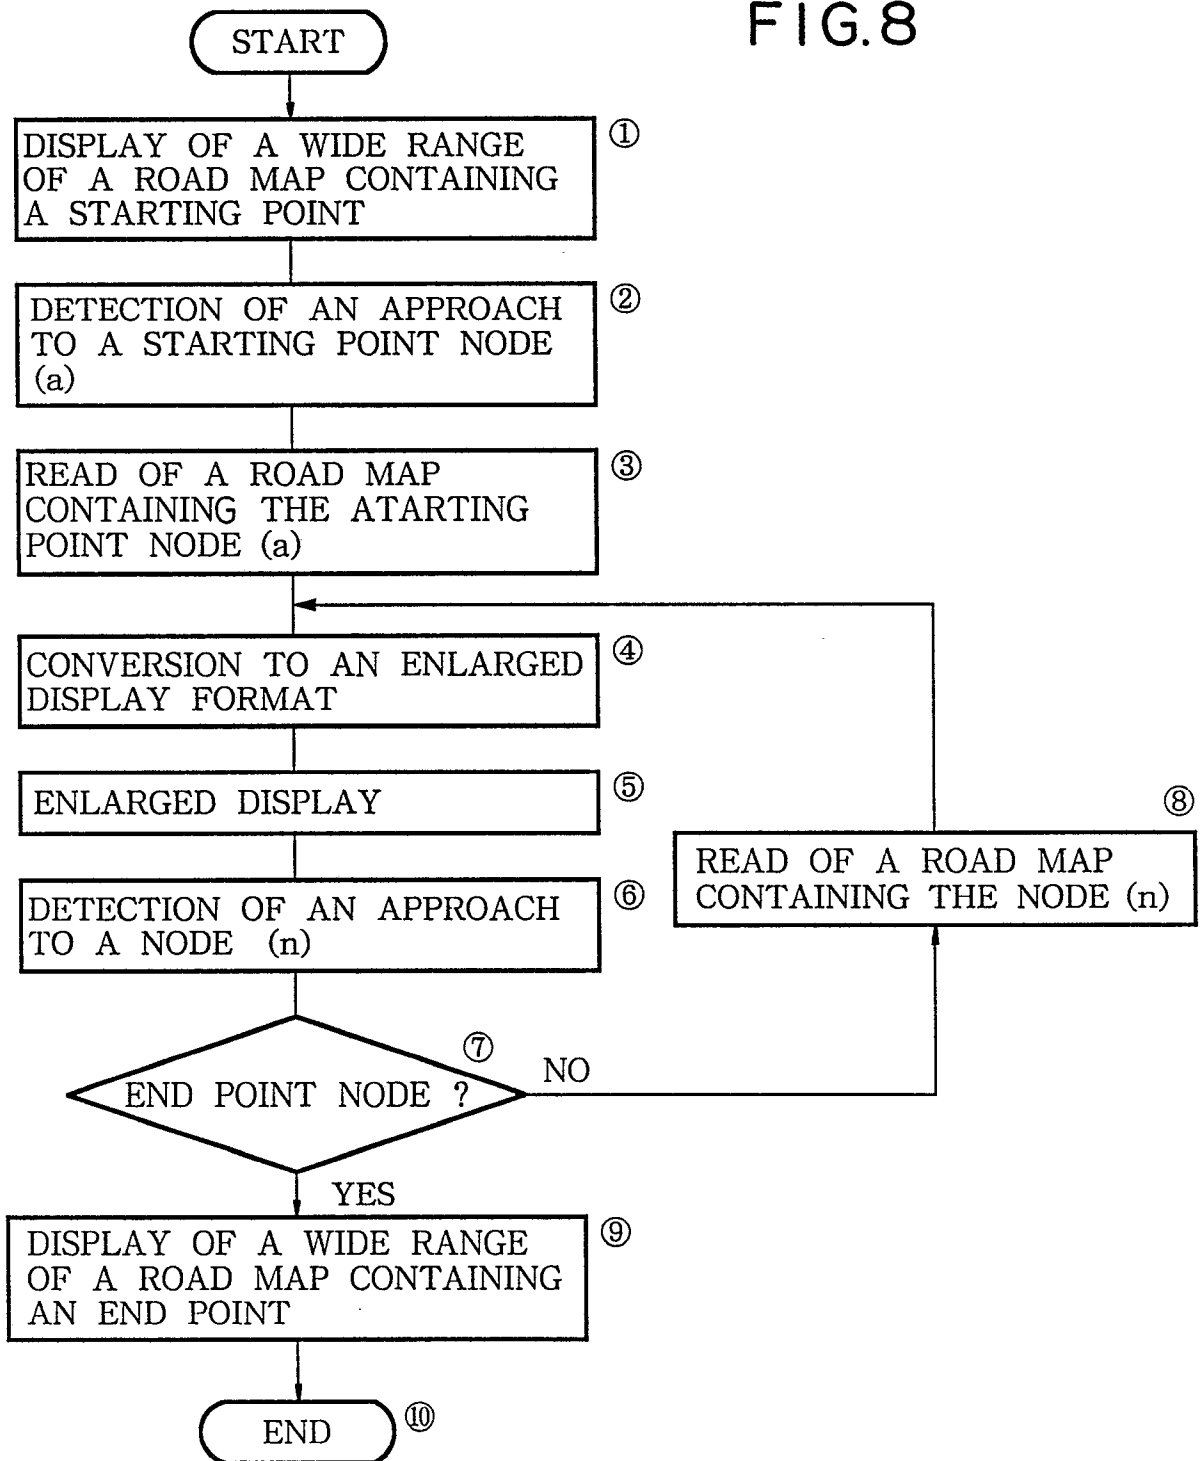 FIG.8
START
①
DISPLAY OF A WIDE RANGE
OF A ROAD MAP CONTAINING
A STARTING POINT
②
DETECTION OF AN APPROACH
TO A STARTING POINT NODE
(a)
③
READ OF A ROAD MAP
CONTAINING THE ATARTING
POINT NODE (a)
④
CONVERSION TO AN ENLARGED
DISPLAY FORMAT
⑤
ENLARGED DISPLAY
⑥
DETECTION OF AN APPROACH
TO A NODE (n)
⑦
END POINT NODE ?
NO
⑧
READ OF A ROAD MAP
CONTAINING THE NODE (n)
YES
⑨
DISPLAY OF A WIDE RANGE
OF A ROAD MAP CONTAINING
AN END POINT
END
⑩